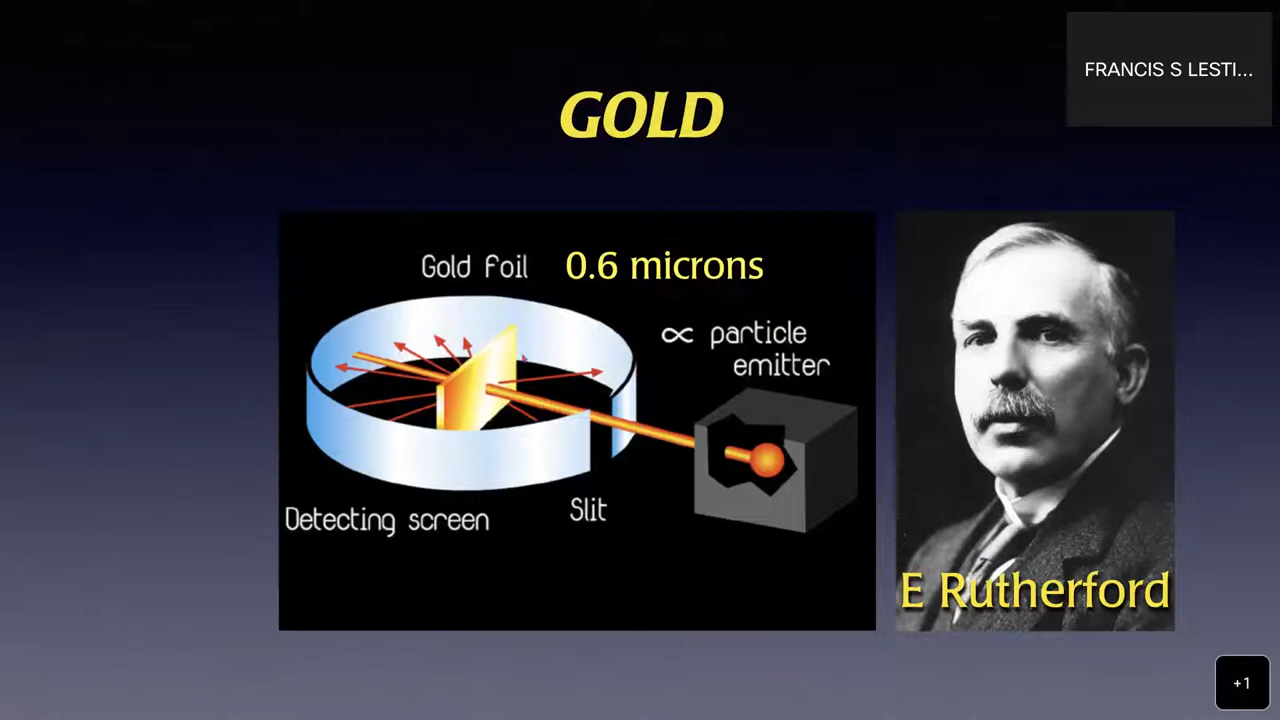 FRANCIS S LESTI...
GOLD
Gold Foil 0.6 microns
∝ particle
emitter
Detecting screen
Slit
E Rutherford
+1